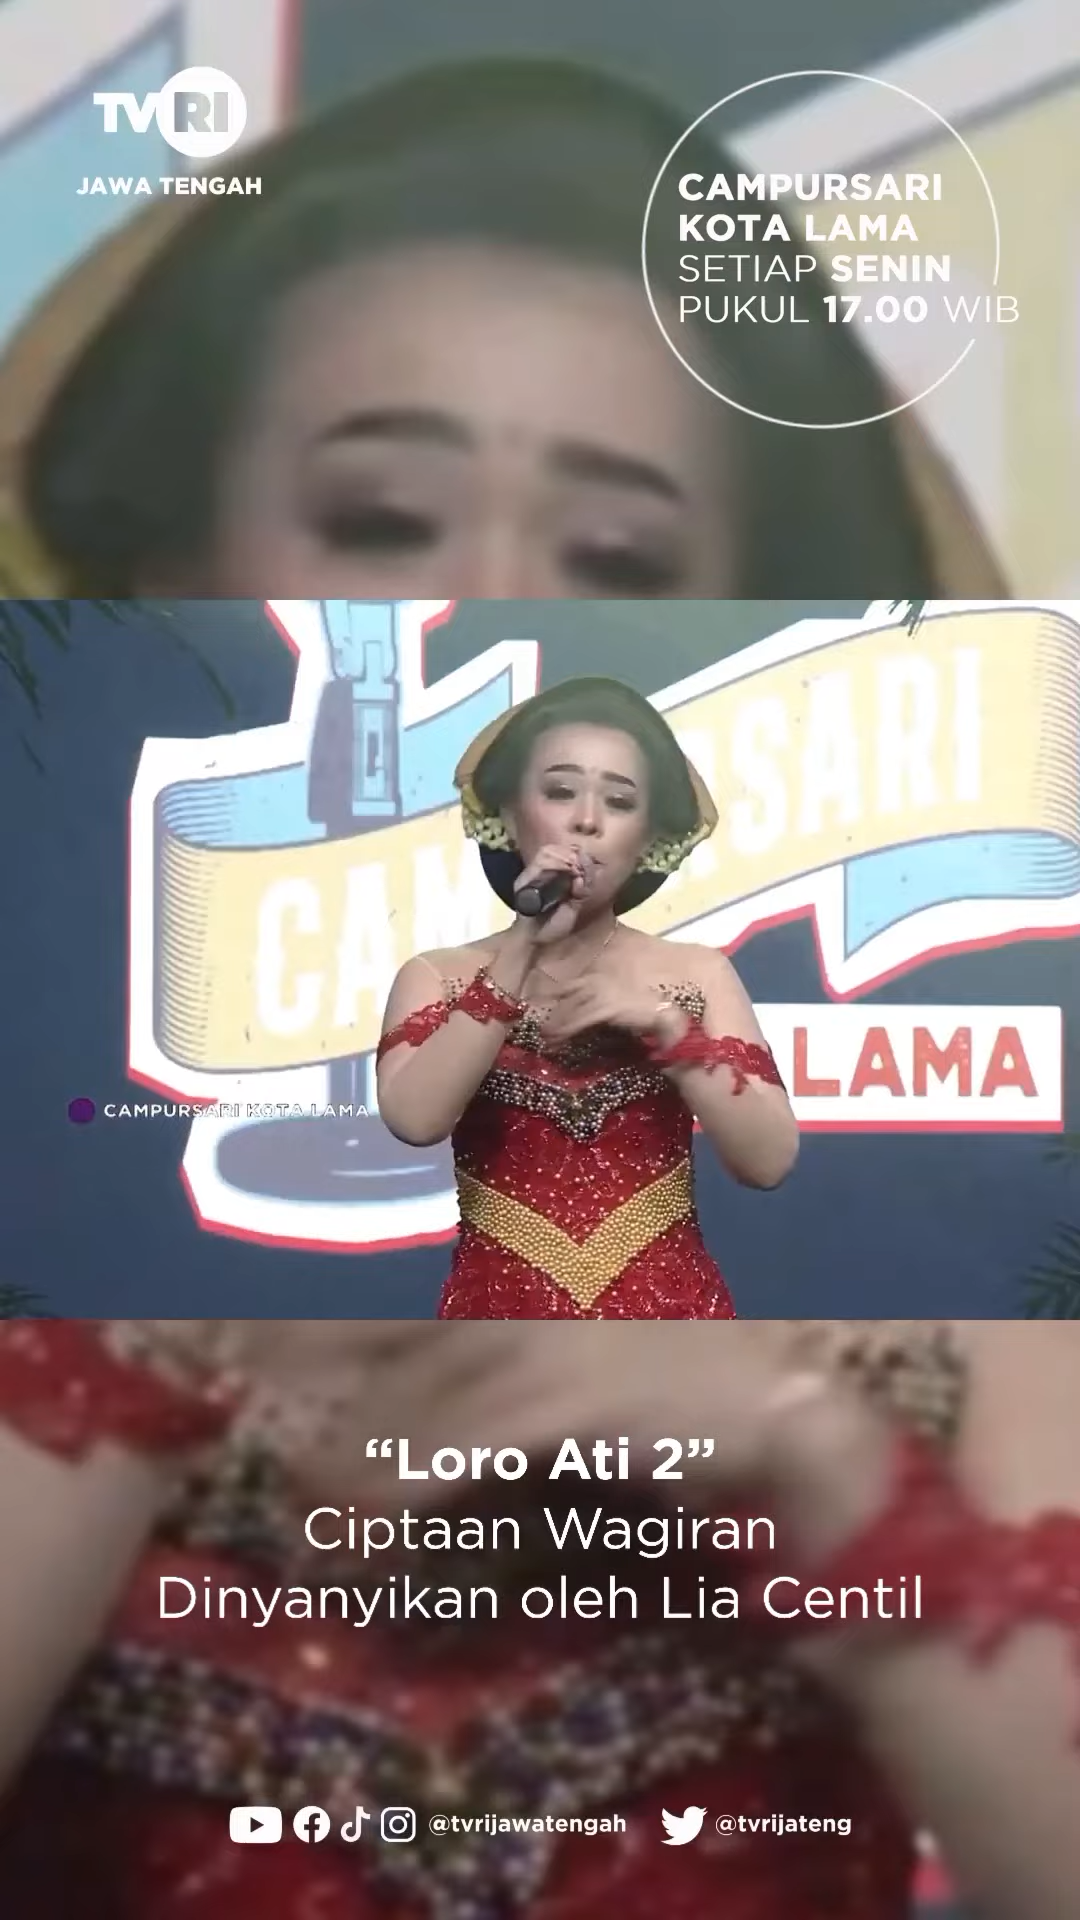 TVRI
JAWA TENGAH
CAMPURSARI
KOTA LAMA
SETIAP SENIN
PUKUL 17.00 WIB
LAMA
CAMPURSARI KOTA LAMA
“Loro Ati 2”
Ciptaan Wagiran
Dinyanyikan oleh Lia Centil
@tvrijawatengah
@tvrijateng